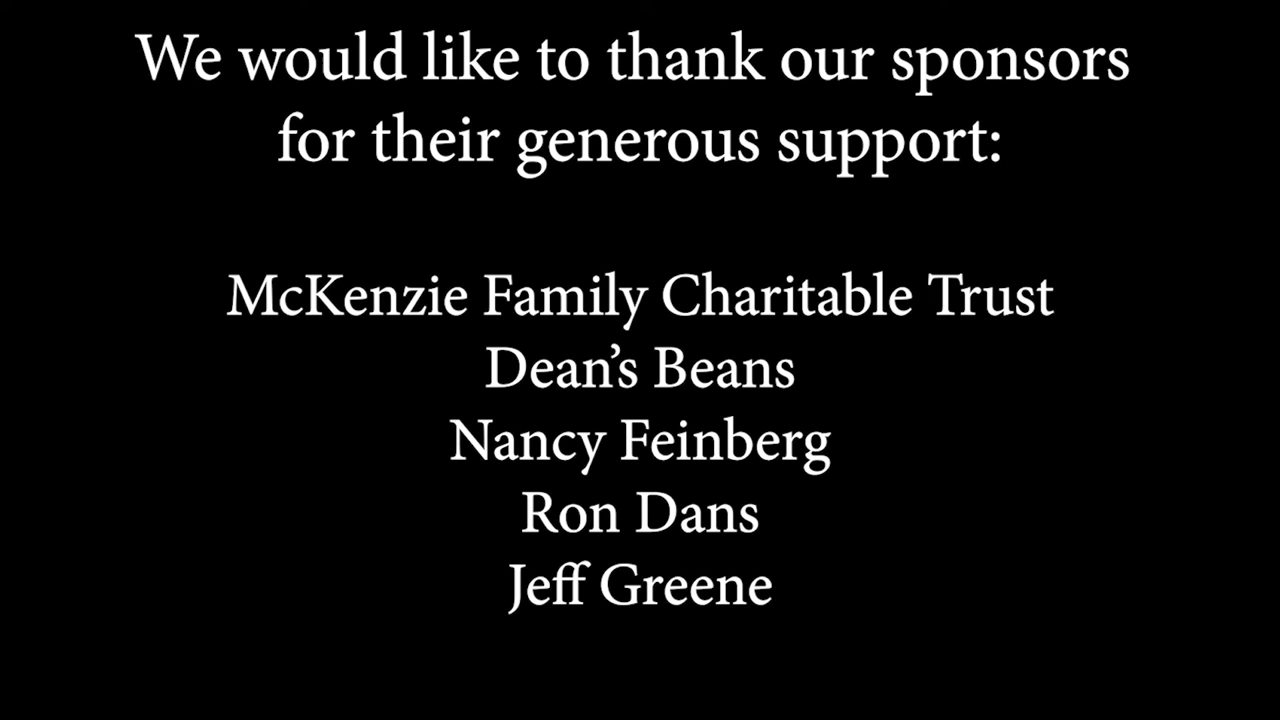 We would like to thank our sponsors
for their generous support:
McKenzie Family Charitable Trust
Dean’s Beans
Nancy Feinberg
Ron Dans
Jeff Greene